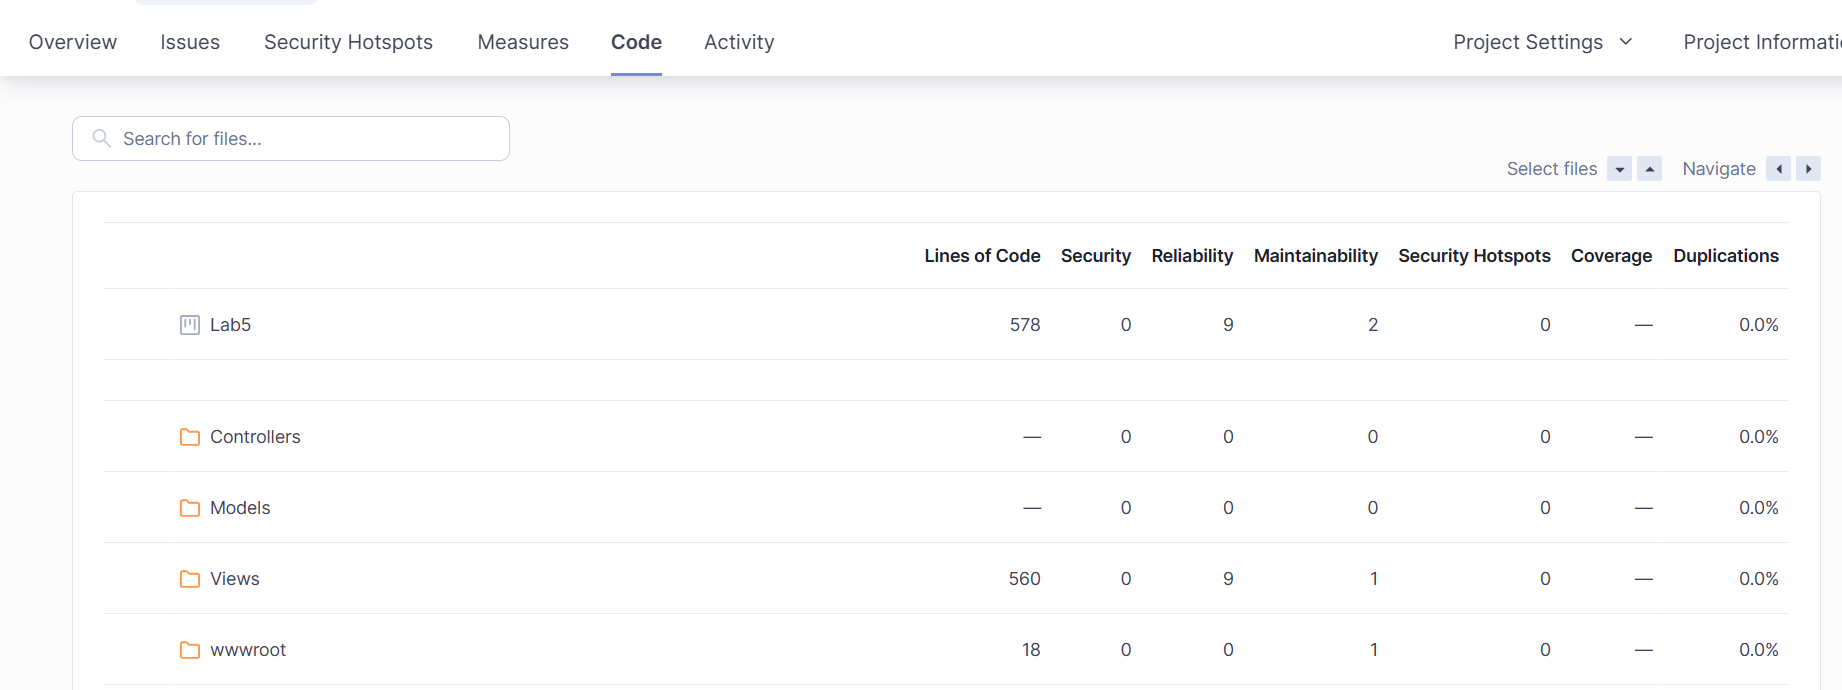 Overview Issues Security Hotspots Measures Code Activity Project Settings Project Informati
Search for files...
Select files Navigate
Lines of Code Security Reliability Maintainability Security Hotspots Coverage Duplications
Lab5 578 0 9 2 0 — 0.0%
Controllers — 0 0 0 0 — 0.0%
Models — 0 0 0 0 — 0.0%
Views 560 0 9 1 0 — 0.0%
wwwroot 18 0 0 1 0 — 0.0%